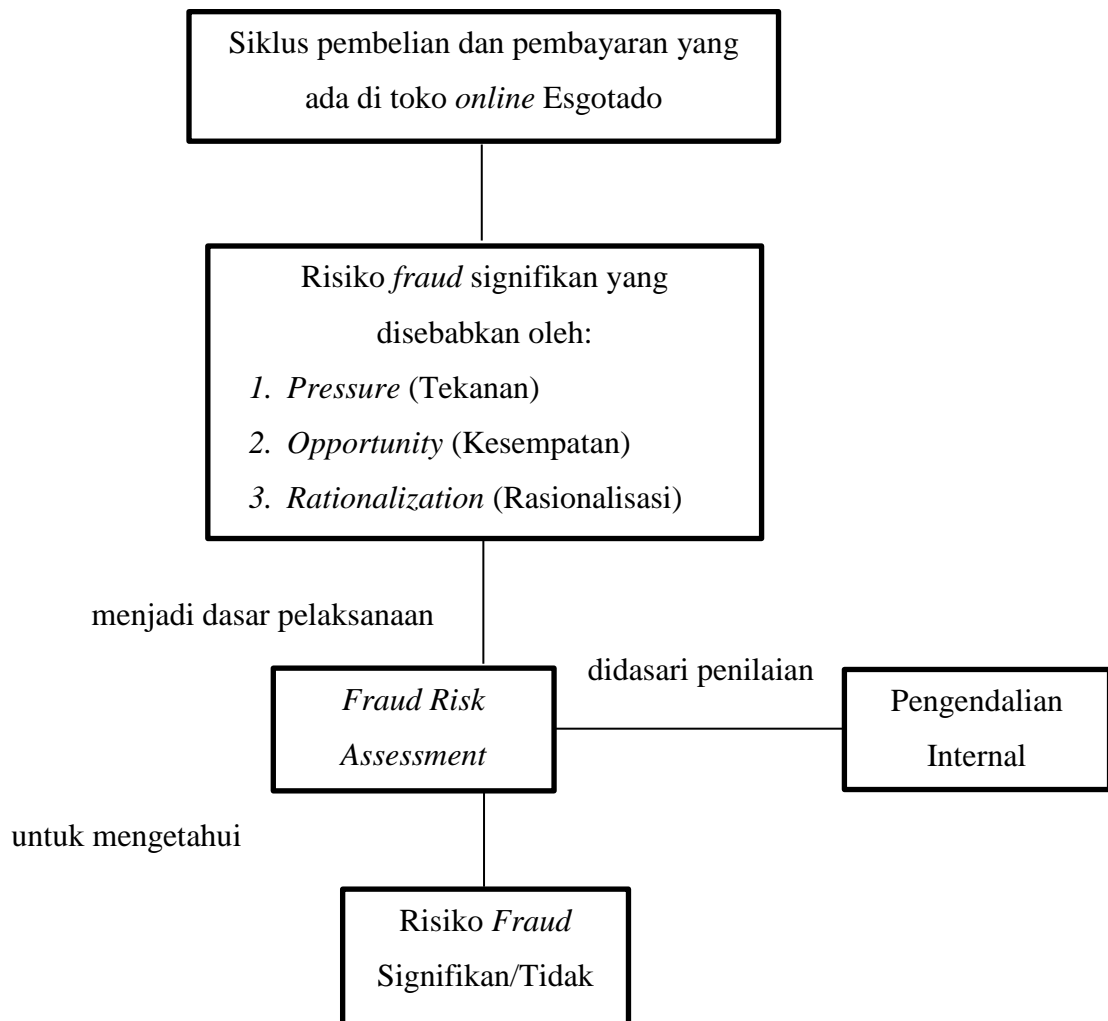 Siklus pembelian dan pembayaran yang
ada di toko online Esgotado
Risiko fraud signifikan yang
disebabkan oleh:
1. Pressure (Tekanan)
2. Opportunity (Kesempatan)
3. Rationalization (Rasionalisasi)
menjadi dasar pelaksanaan
didasari penilaian
Fraud Risk
Assessment
Pengendalian
Internal
untuk mengetahui
Risiko Fraud
Signifikan/Tidak